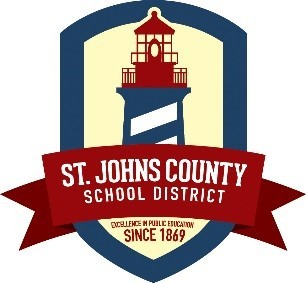 ST. JOHNS COUNTY
SCHOOL DISTRICT
EXCELLENCE IN PUBLIC EDUCATION
SINCE 1869